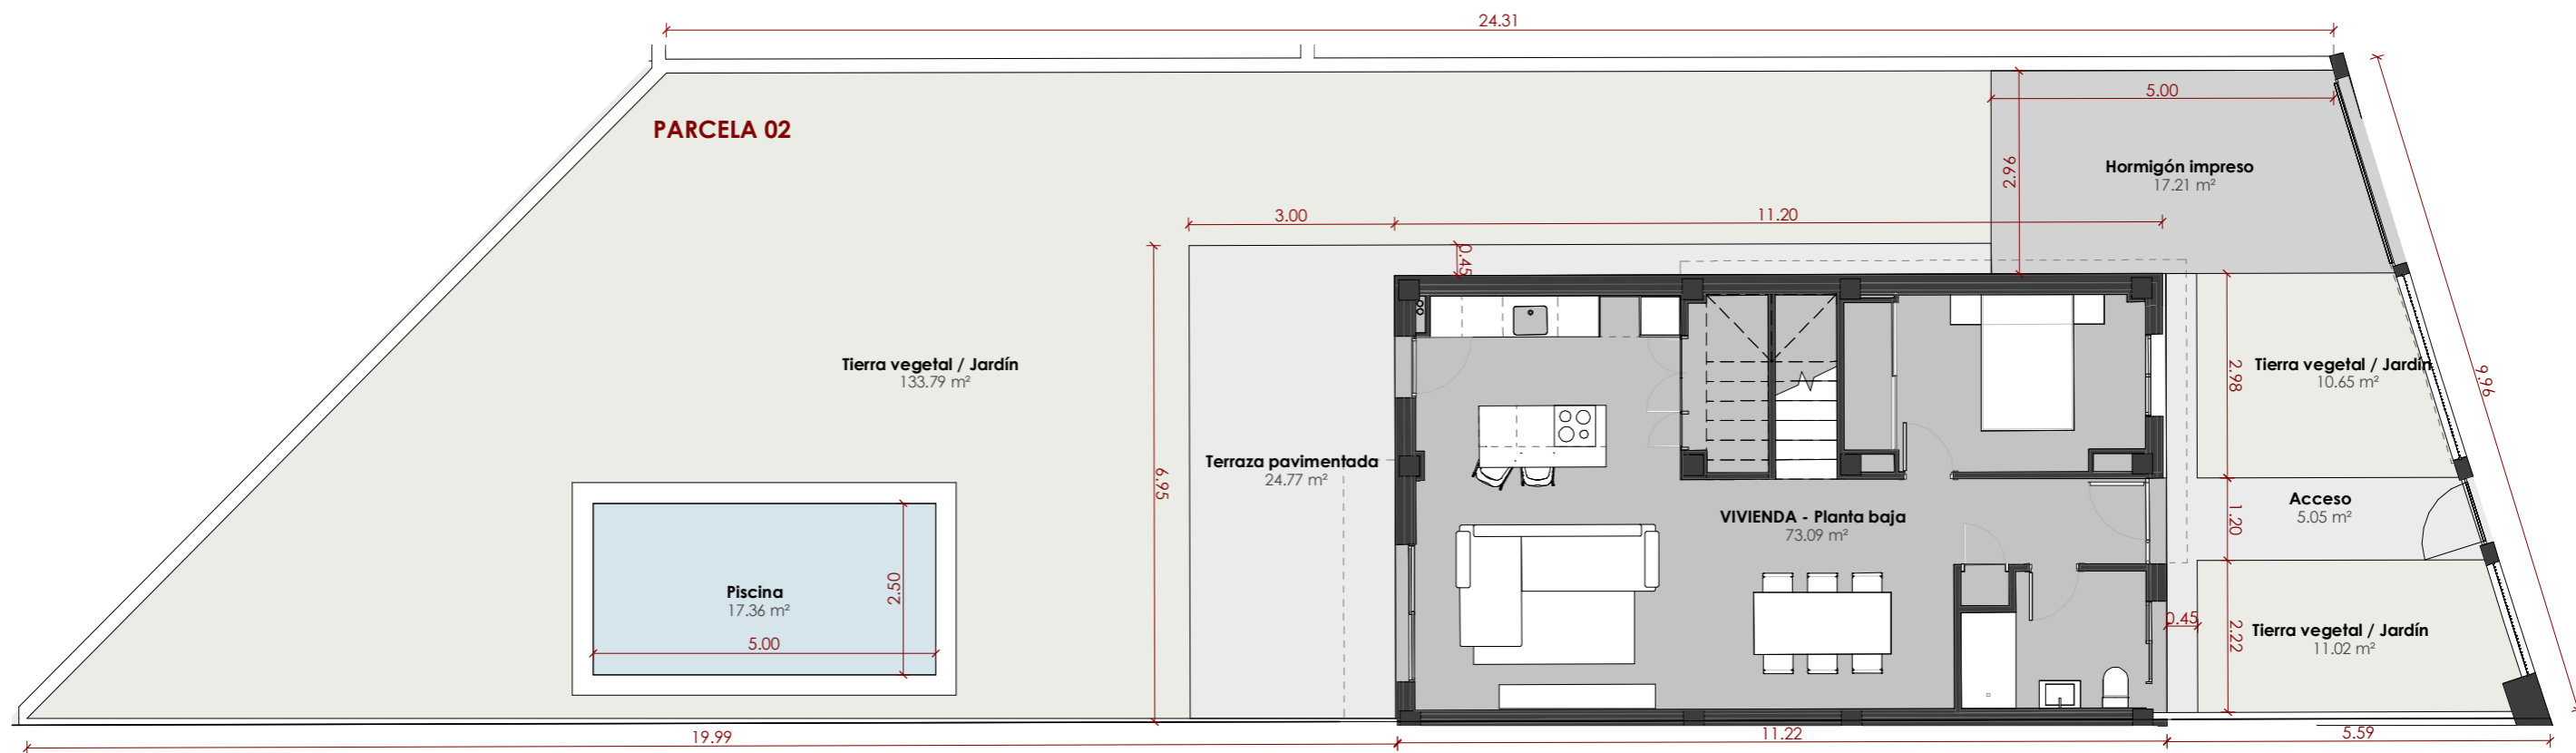 24.31
PARCELA 02
5.00
2.96
Hormigón impreso
17.21 m²
3.00
11.20
0.45
Tierra vegetal / Jardín
133.79 m²
2.98
Tierra vegetal / Jardín
10.65 m²
9.96
6.95
Terraza pavimentada
24.77 m²
VIVIENDA - Planta baja
73.09 m²
Acceso
5.05 m²
1.20
Piscina
17.36 m²
2.50
5.00
0.45
2.22
Tierra vegetal / Jardín
11.02 m²
19.99
11.22
5.59